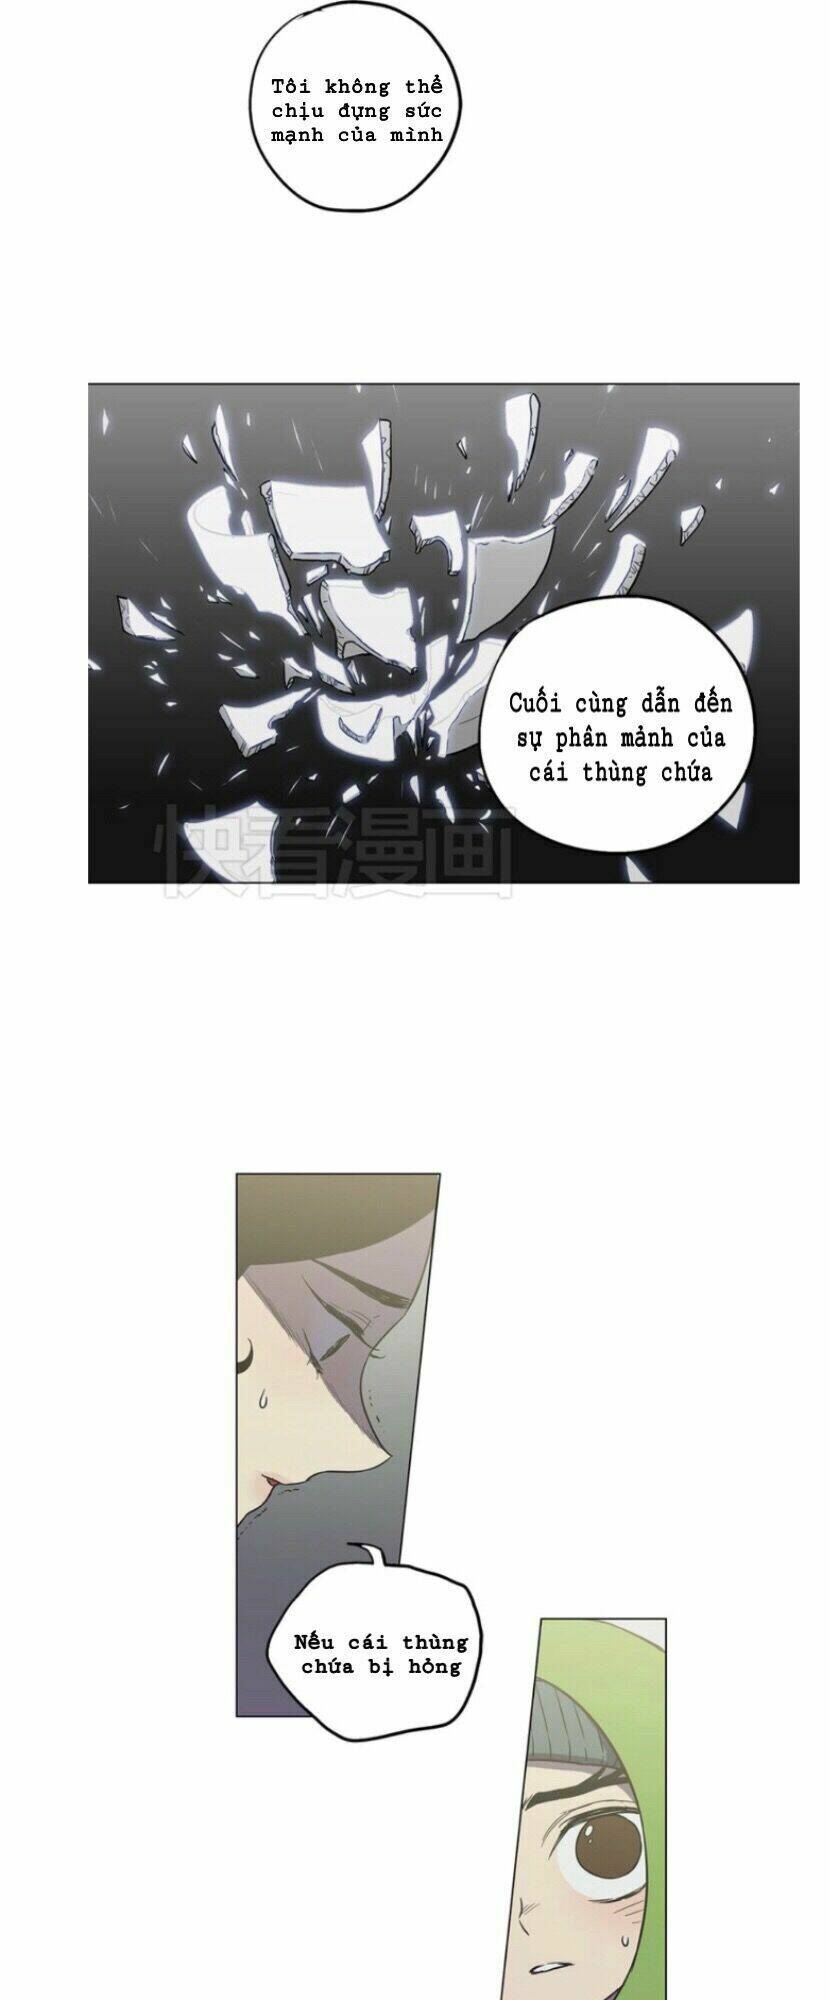 Tôi không thể
chịu đựng sức
mạnh của mình
Cuối cùng dẫn đến
sự phân mảnh của
cái thùng chứa
快看漫画
Nếu cái thùng
chứa bị hỏng